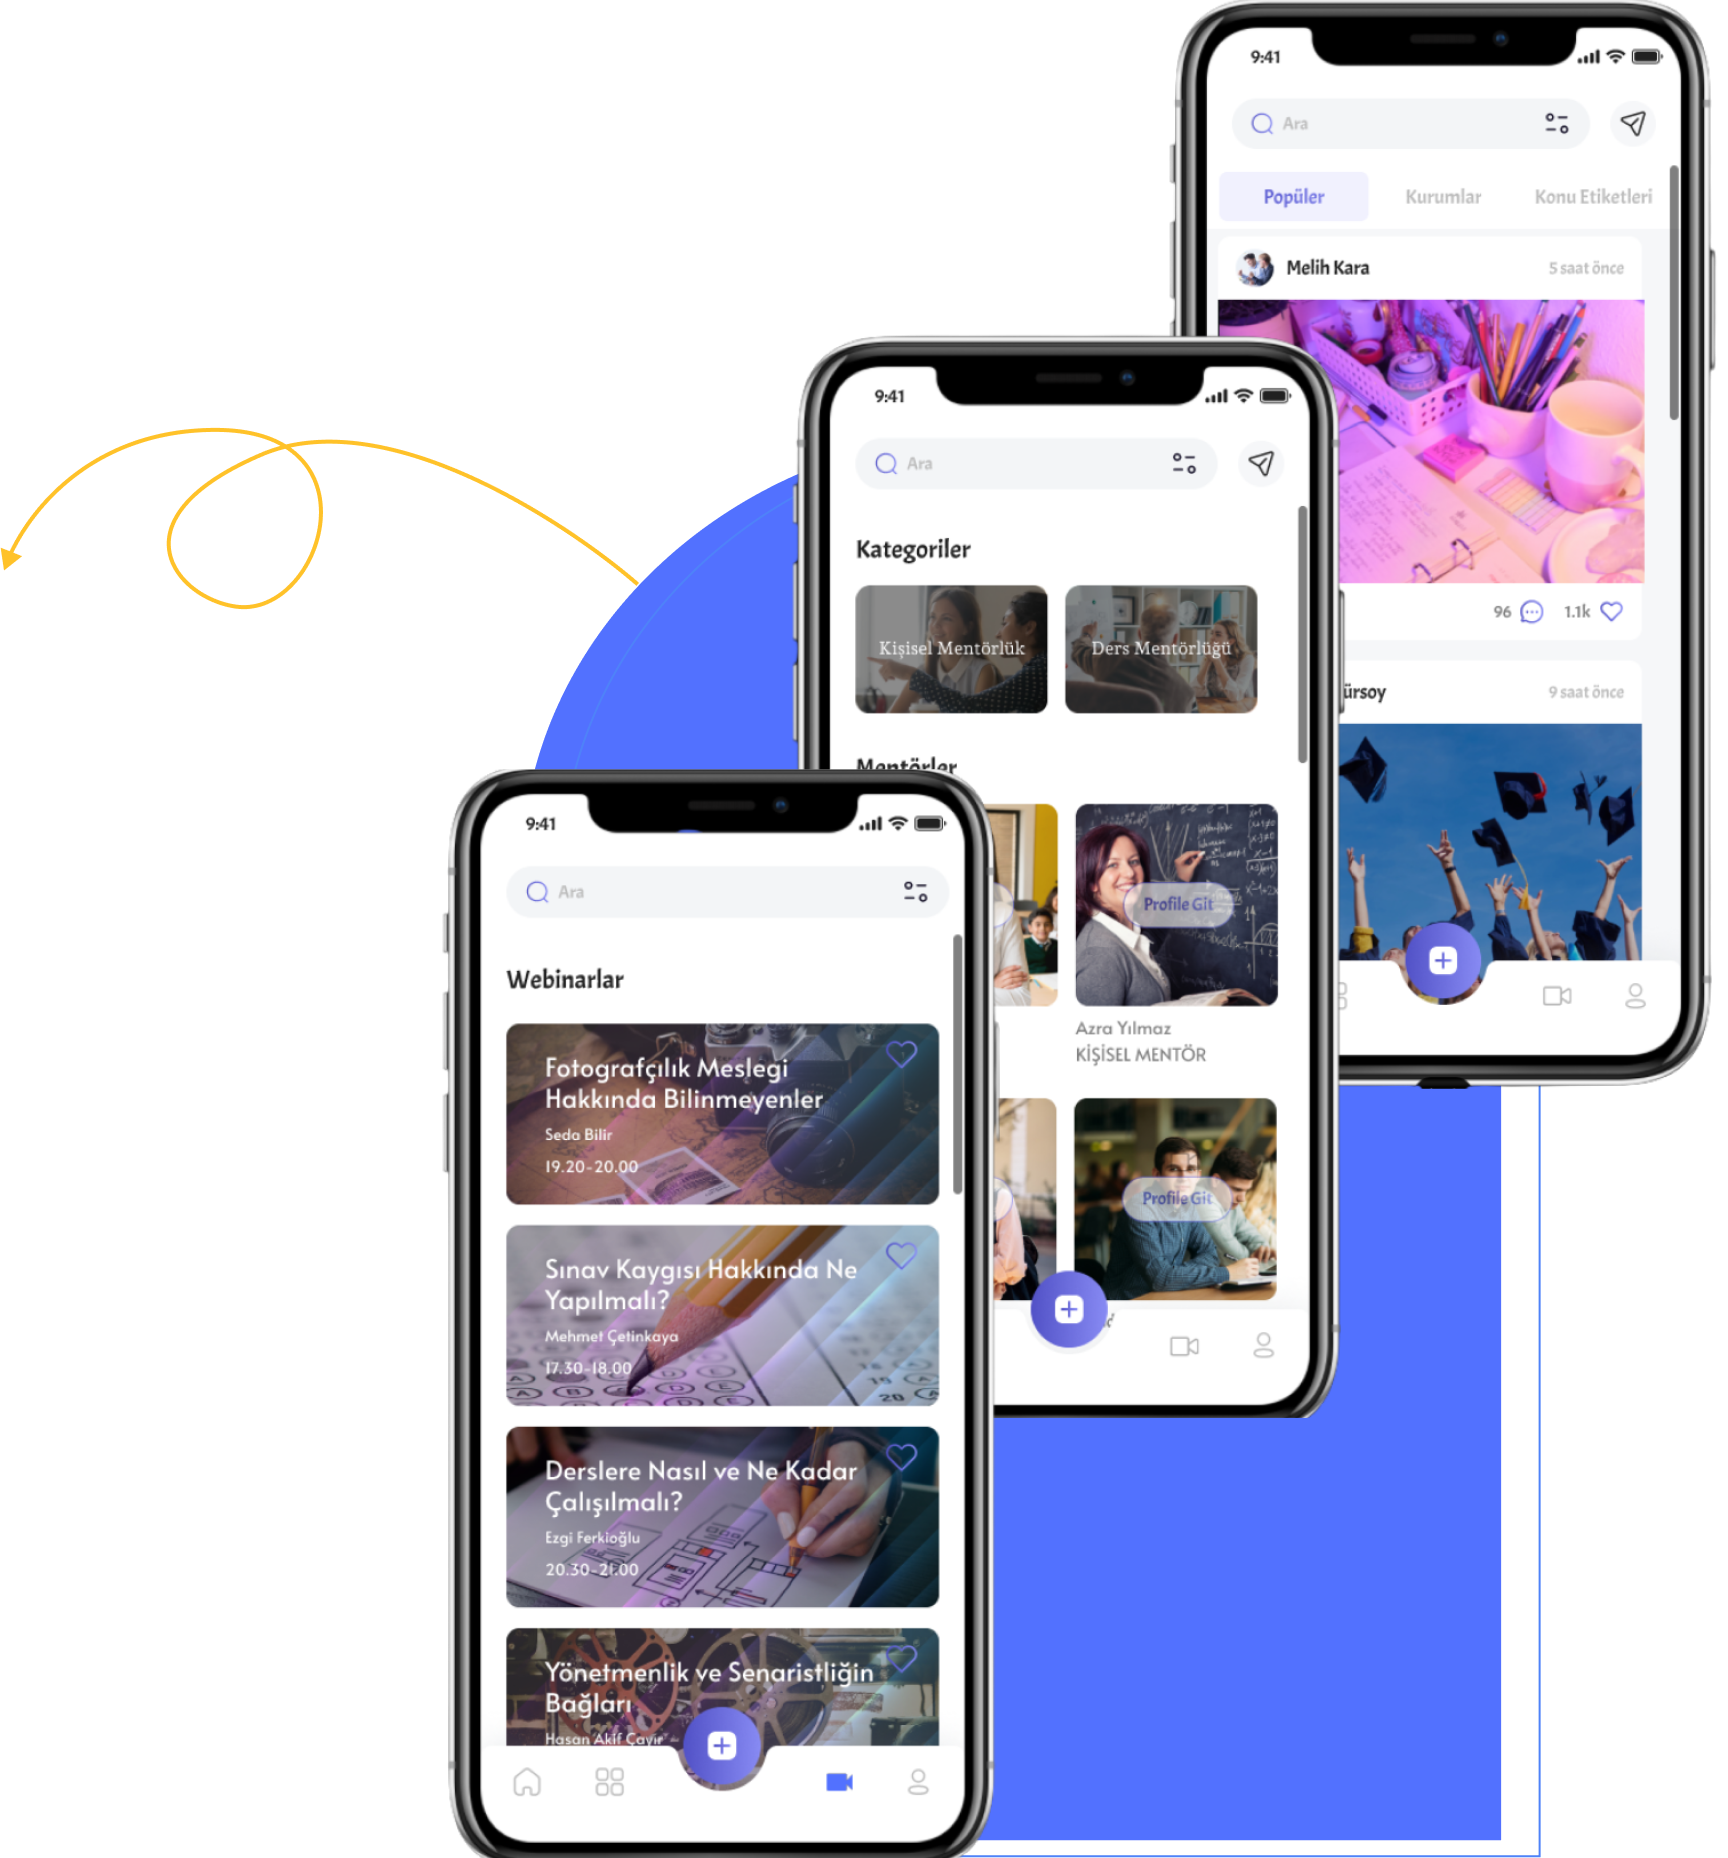 9:41
Ara
Popüler
Kurumlar
Konu Etiketleri
Melih Kara
5 saat önce
96
1.1k
ürsoy
9 saat önce
9:41
Ara
Kategoriler
Kişisel Mentörlük
Ders Mentörlüğü
Mentörler
Profile Git
Azra Yılmaz
KİŞİSEL MENTÖR
Profile Git
9:41
Ara
Webinarlar
Fotografçılık Meslegi
Hakkında Bilinmeyenler
Seda Bilir
19.20-20.00
Sınav Kaygısı Hakkında Ne
Yapılmalı?
Mehmet Çetinkaya
17.30-18.00
Derslere Nasıl ve Ne Kadar
Çalışılmalı?
Ezgi Ferkioğlu
20.30-21.00
Yönetmenlik ve Senaristliğin
Bağları
Hasan Akif Çayır